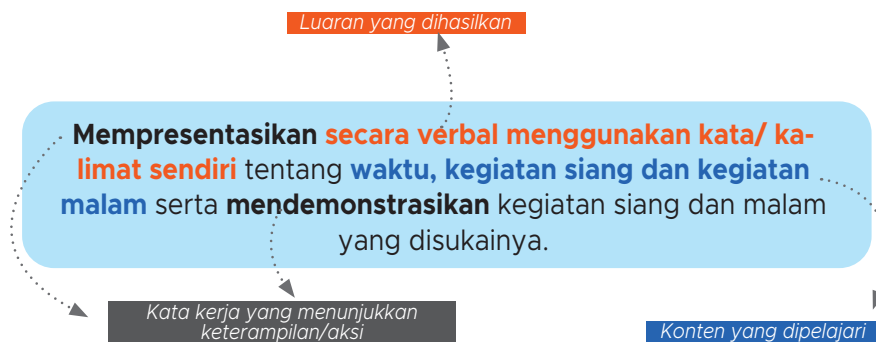 Luaran yang dihasilkan
Mempresentasikan secara verbal menggunakan kata/ ka-
limat sendiri tentang waktu, kegiatan siang dan kegiatan
malam serta mendemonstrasikan kegiatan siang dan malam
yang disukainya.
Kata kerja yang menunjukkan
keterampilan/aksi
Konten yang dipelajari